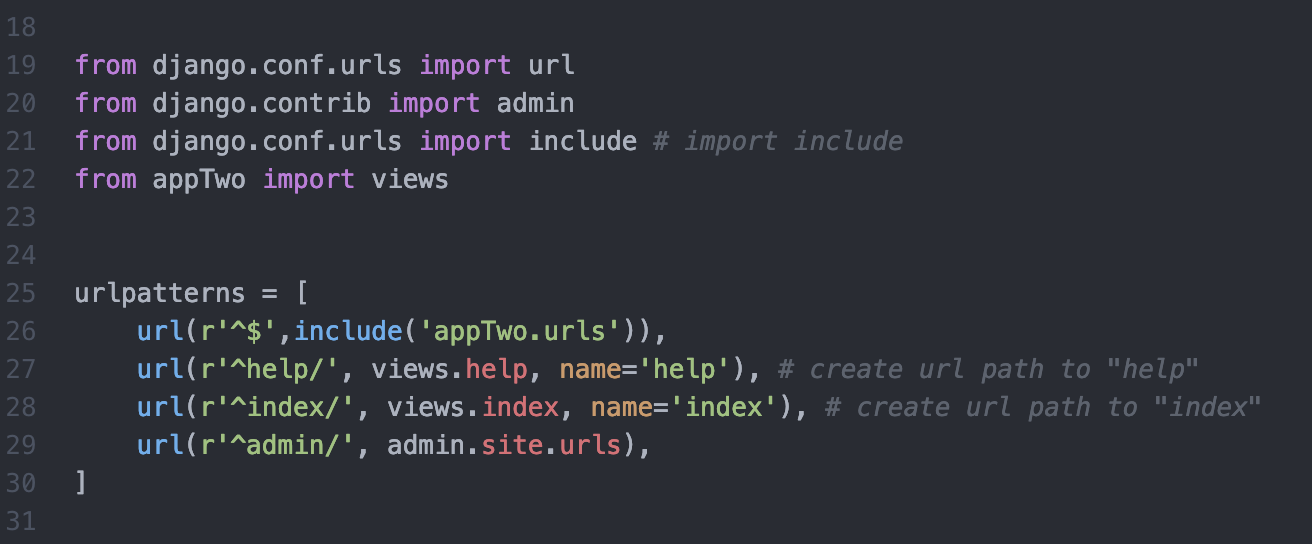 18
19 from django.conf.urls import url
20 from django.contrib import admin
21 from django.conf.urls import include # import include
22 from appTwo import views
23
24
25 urlpatterns = [
26     url(r'^$',include('appTwo.urls')),
27     url(r'^help/', views.help, name='help'), # create url path to "help"
28     url(r'^index/', views.index, name='index'), # create url path to "index"
29     url(r'^admin/', admin.site.urls),
30 ]
31